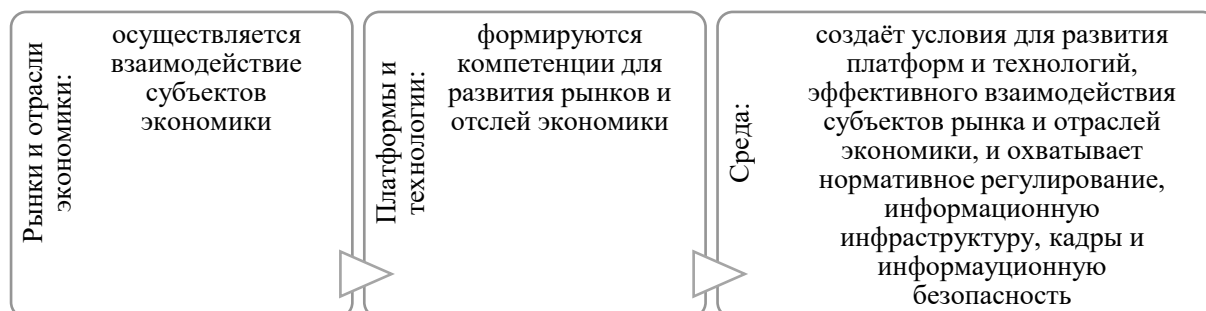 Рынки и отрасли
экономики:
осуществляется
взаимодействие
субъектов
экономики
Платформы и
технологии:
формируются
компетенции для
развития рынков и
отслей экономики
Среда:
создаёт условия для развития
платформ и технологий,
эффективного взаимодействия
субъектов рынка и отраслей
экономики, и охватывает
нормативное регулирование,
информационную
инфраструктуру, кадры и
информауционную
безопасность